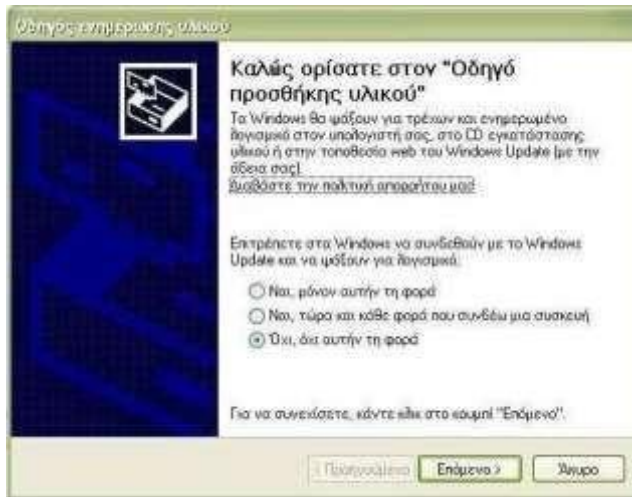 Οδηγός ενημέρωσης υλικού
Καλώς ορίσατε στον "Οδηγό
προσθήκης υλικού"
Τα Windows θα ψάξουν για τρέχων και ενημερωμένο
λογισμικό στον υπολογιστή σας, στο CD εγκατάστασης
υλικού ή στην τοποθεσία web του Windows Update (με την
άδεια σας).
Διαβάστε την πολιτική απορρήτου μας
Επιτρέπετε στα Windows να συνδεθούν με το Windows
Update και να ψάξουν για λογισμικό;
Ναι, μόνον αυτήν τη φορά
Ναι, τώρα και κάθε φορά που συνδέω μια συσκευή
Όχι, όχι αυτήν τη φορά
Για να συνεχίσετε, κάντε κλικ στο κουμπί "Επόμενο".
< Προηγούμενο Επόμενο > Άκυρο